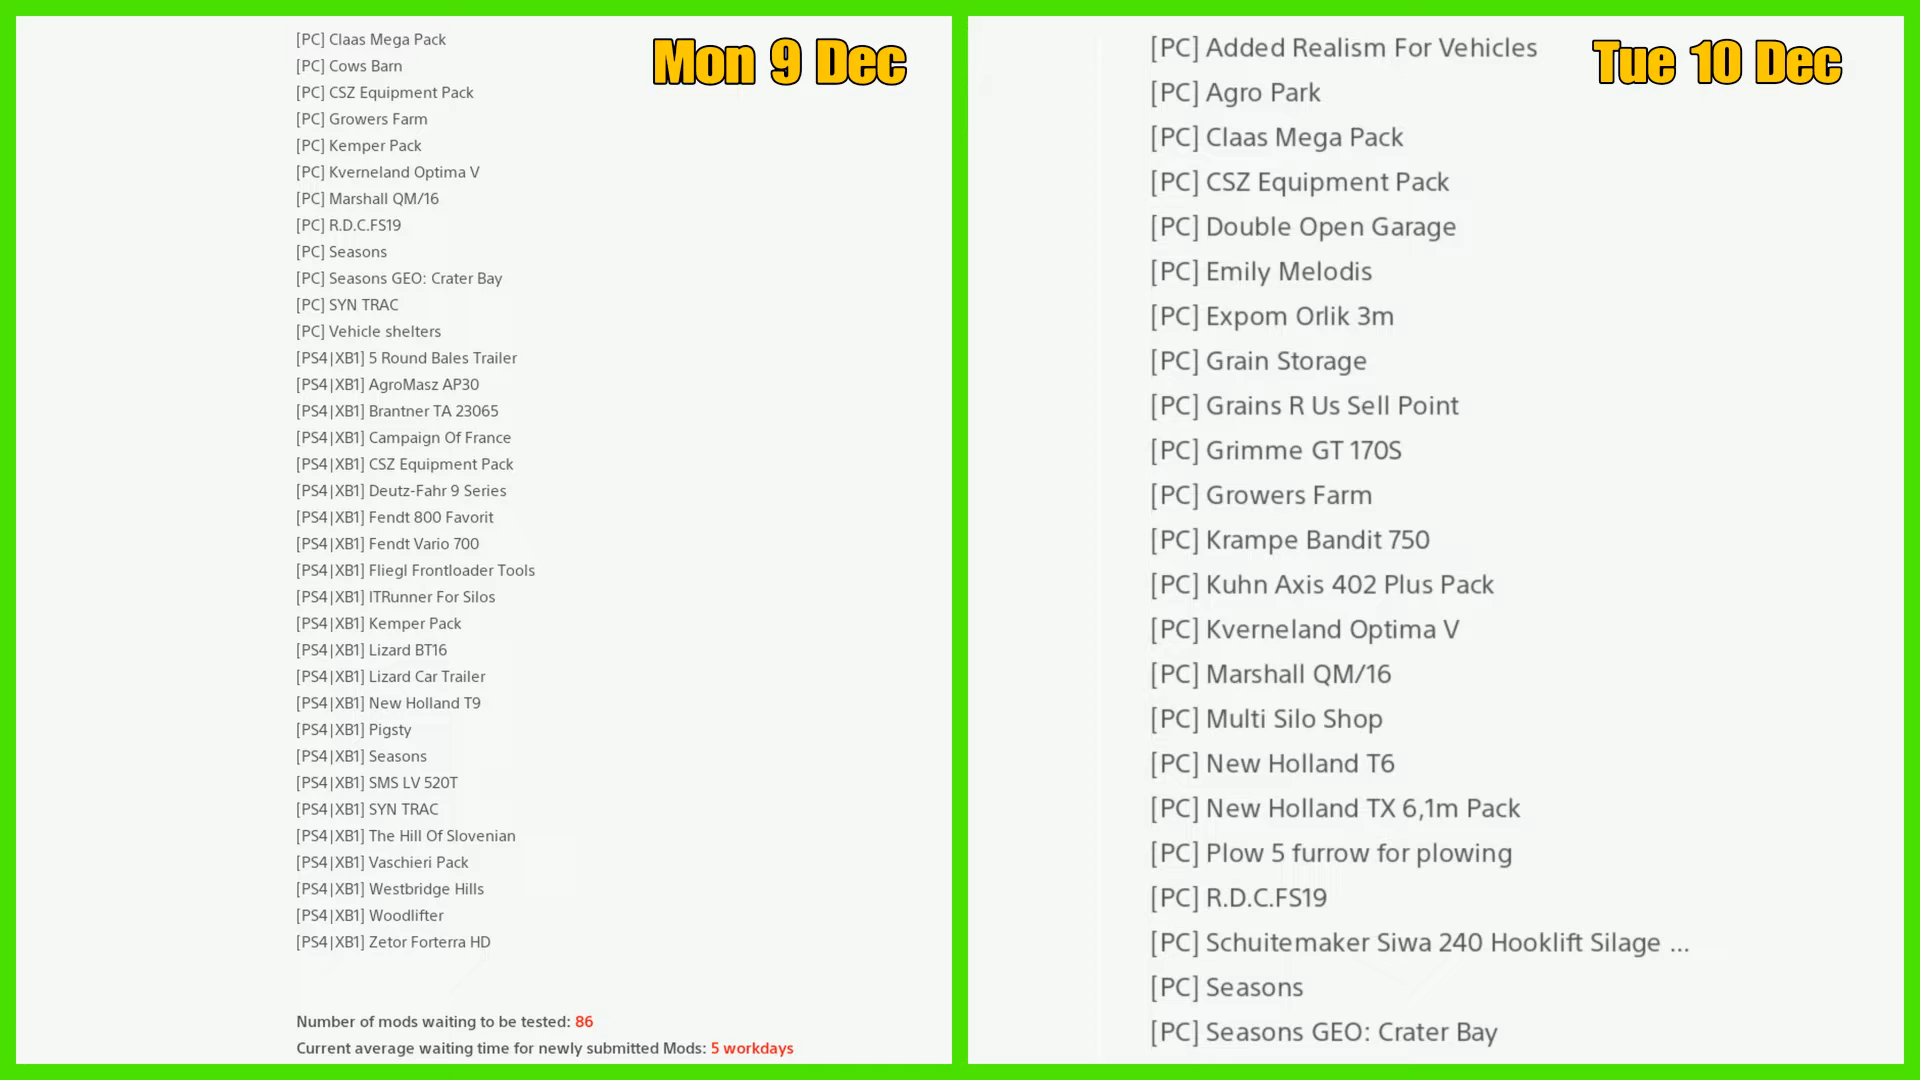 Mon 9 Dec
[PC] Claas Mega Pack
[PC] Cows Barn
[PC] CSZ Equipment Pack
[PC] Growers Farm
[PC] Kemper Pack
[PC] Kverneland Optima V
[PC] Marshall QM/16
[PC] R.D.C.FS19
[PC] Seasons
[PC] Seasons GEO: Crater Bay
[PC] SYN TRAC
[PC] Vehicle shelters
[PS4|XB1] 5 Round Bales Trailer
[PS4|XB1] AgroMasz AP30
[PS4|XB1] Brantner TA 23065
[PS4|XB1] Campaign Of France
[PS4|XB1] CSZ Equipment Pack
[PS4|XB1] Deutz-Fahr 9 Series
[PS4|XB1] Fendt 800 Favorit
[PS4|XB1] Fendt Vario 700
[PS4|XB1] Fliegl Frontloader Tools
[PS4|XB1] ITRunner For Silos
[PS4|XB1] Kemper Pack
[PS4|XB1] Lizard BT16
[PS4|XB1] Lizard Car Trailer
[PS4|XB1] New Holland T9
[PS4|XB1] Pigsty
[PS4|XB1] Seasons
[PS4|XB1] SMS LV 520T
[PS4|XB1] SYN TRAC
[PS4|XB1] The Hill Of Slovenian
[PS4|XB1] Vaschieri Pack
[PS4|XB1] Westbridge Hills
[PS4|XB1] Woodlifter
[PS4|XB1] Zetor Forterra HD
Number of mods waiting to be tested: 86
Current average waiting time for newly submitted Mods: 5 workdays
Tue 10 Dec
[PC] Added Realism For Vehicles
[PC] Agro Park
[PC] Claas Mega Pack
[PC] CSZ Equipment Pack
[PC] Double Open Garage
[PC] Emily Melodis
[PC] Expom Orlik 3m
[PC] Grain Storage
[PC] Grains R Us Sell Point
[PC] Grimme GT 170S
[PC] Growers Farm
[PC] Krampe Bandit 750
[PC] Kuhn Axis 402 Plus Pack
[PC] Kverneland Optima V
[PC] Marshall QM/16
[PC] Multi Silo Shop
[PC] New Holland T6
[PC] New Holland TX 6,1m Pack
[PC] Plow 5 furrow for plowing
[PC] R.D.C.FS19
[PC] Schuitemaker Siwa 240 Hooklift Silage ...
[PC] Seasons
[PC] Seasons GEO: Crater Bay